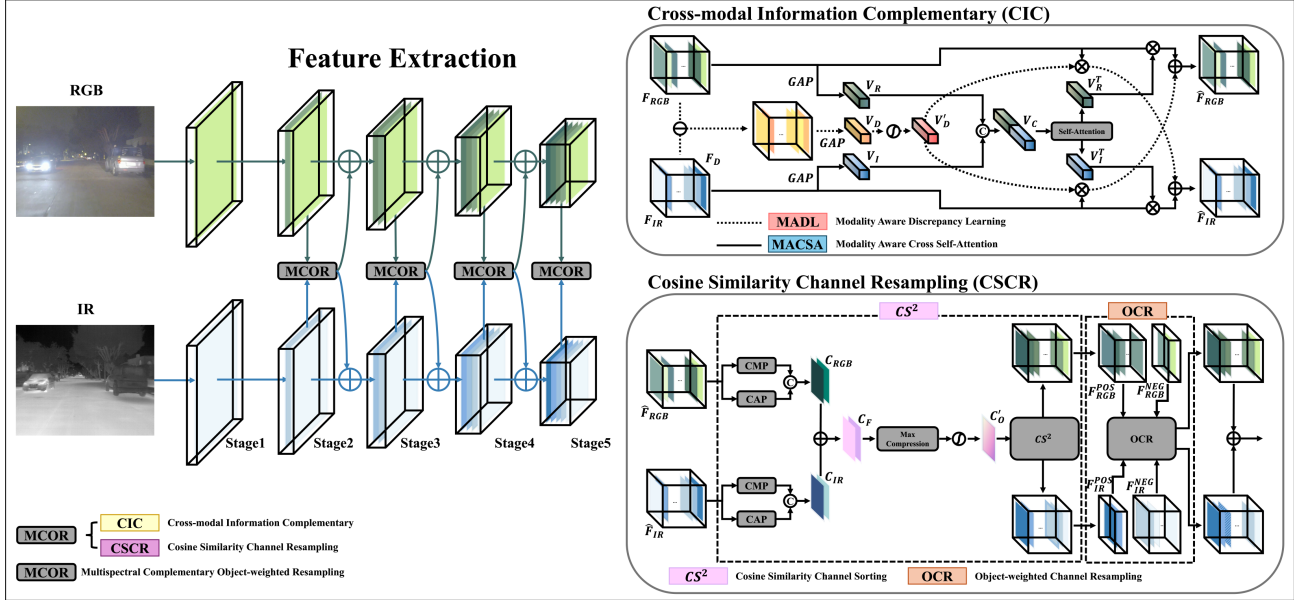 Feature Extraction
RGB
IR
MCOR
MCOR
MCOR
MCOR
Stage1
Stage2
Stage3
Stage4
Stage5
MCOR
CIC
Cross-modal Information Complementary
CSCR
Cosine Similarity Channel Resampling
MCOR
Multispectral Complementary Object-weighted Resampling
Cross-modal Information Complementary (CIC)
F_RGB
GAP
V_R
V_R^T
F̂_RGB
...
V_D
V'_D
C
V_C
Self-Attention
GAP
F_D
V_I
V_I^T
GAP
F_IR
F̂_IR
MADL
Modality Aware Discrepancy Learning
MACSA
Modality Aware Cross Self-Attention
Cosine Similarity Channel Resampling (CSCR)
CS²
OCR
F̂_RGB
CMP
CAP
C
C_RGB
F_RGB^POS
F_RGB^NEG
C_F
Max
Compression
C'_O
CS²
OCR
F̂_IR
CMP
CAP
C
C_IR
F_IR^POS
F_IR^NEG
CS²
Cosine Similarity Channel Sorting
OCR
Object-weighted Channel Resampling